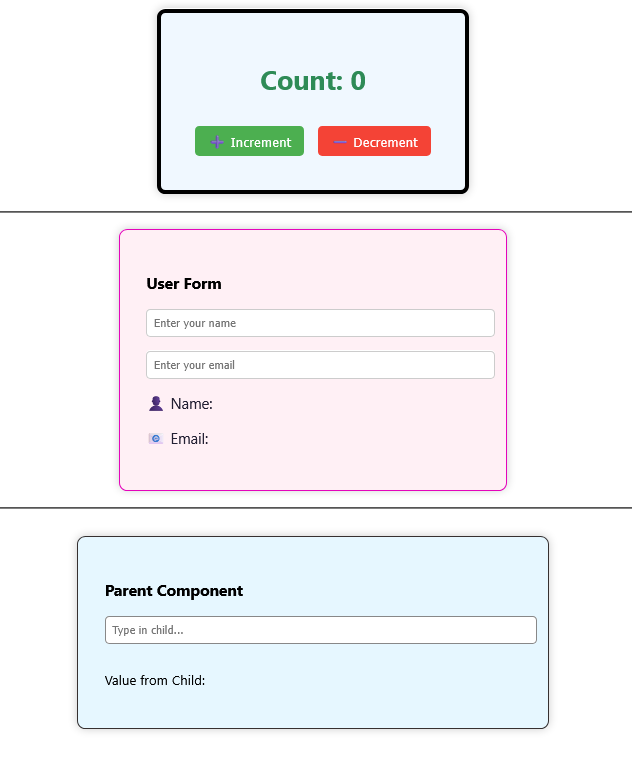 Count: 0
➕ Increment ➖ Decrement
User Form
Enter your name
Enter your email
👤 Name:
📧 Email:
Parent Component
Type in child...
Value from Child: